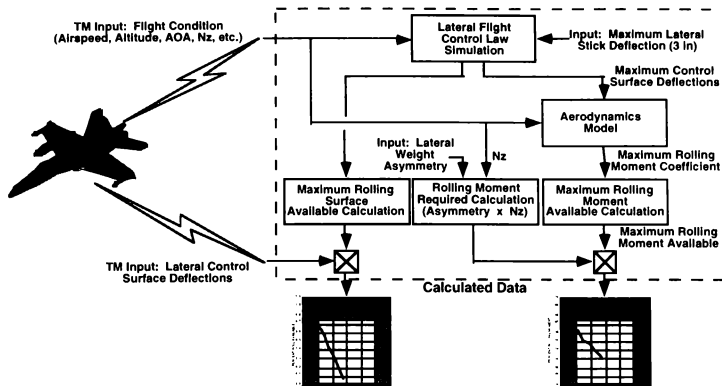 TM Input: Flight Condition
(Airspeed, Altitude, AOA, Nz, etc.)
Lateral Flight
Control Law
Simulation
Input: Maximum Lateral
Stick Deflection (3 in)
Maximum Control
Surface Deflections
Aerodynamics
Model
Input: Lateral
Weight
Asymmetry
Nz
Maximum Rolling
Moment Coefficient
Maximum Rolling
Surface
Available Calculation
Rolling Moment
Required Calculation
(Asymmetry x Nz)
Maximum Rolling
Moment
Available Calculation
Maximum Rolling
Moment Available
TM Input: Lateral Control
Surface Deflections
Calculated Data